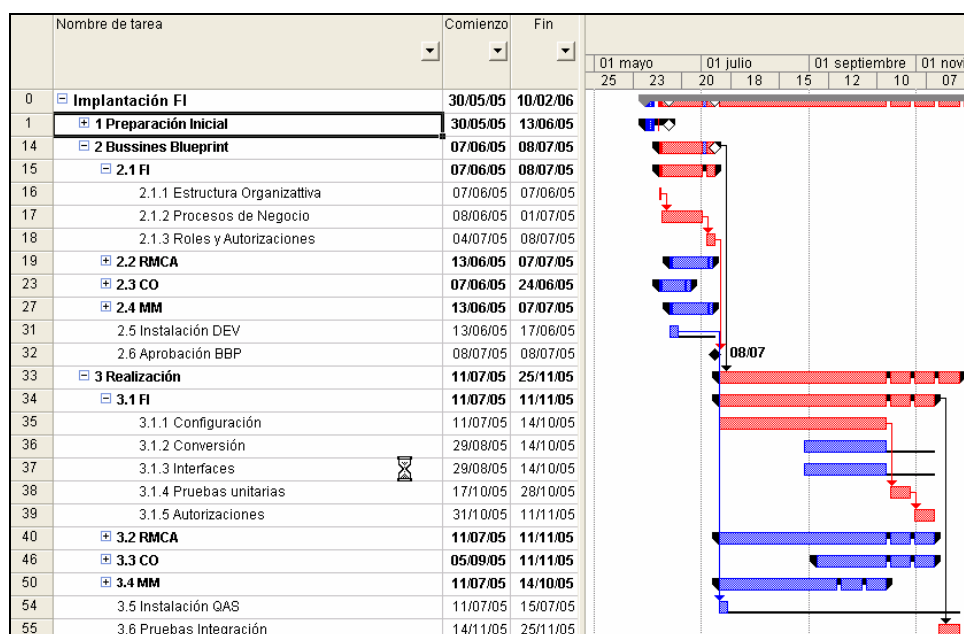 Nombre de tarea Comienzo Fin
01 mayo 01 julio 01 septiembre 01 novi
25 23 20 18 15 12 10 07
0 Implantación FI 30/05/05 10/02/06
1 1 Preparación Inicial 30/05/05 13/06/05
14 2 Bussines Blueprint 07/06/05 08/07/05
15 2.1 FI 07/06/05 08/07/05
16 2.1.1 Estructura Organizattiva 07/06/05 07/06/05
17 2.1.2 Procesos de Negocio 08/06/05 01/07/05
18 2.1.3 Roles y Autorizaciones 04/07/05 08/07/05
19 2.2 RMCA 13/06/05 07/07/05
23 2.3 CO 07/06/05 24/06/05
27 2.4 MM 13/06/05 07/07/05
31 2.5 Instalación DEV 13/06/05 17/06/05
32 2.6 Aprobación BBP 08/07/05 08/07/05 08/07
33 3 Realización 11/07/05 25/11/05
34 3.1 FI 11/07/05 11/11/05
35 3.1.1 Configuración 11/07/05 14/10/05
36 3.1.2 Conversión 29/08/05 14/10/05
37 3.1.3 Interfaces 29/08/05 14/10/05
38 3.1.4 Pruebas unitarias 17/10/05 28/10/05
39 3.1.5 Autorizaciones 31/10/05 11/11/05
40 3.2 RMCA 11/07/05 11/11/05
46 3.3 CO 05/09/05 11/11/05
50 3.4 MM 11/07/05 14/10/05
54 3.5 Instalación QAS 11/07/05 15/07/05
55 3.6 Pruebas Integración 14/11/05 25/11/05